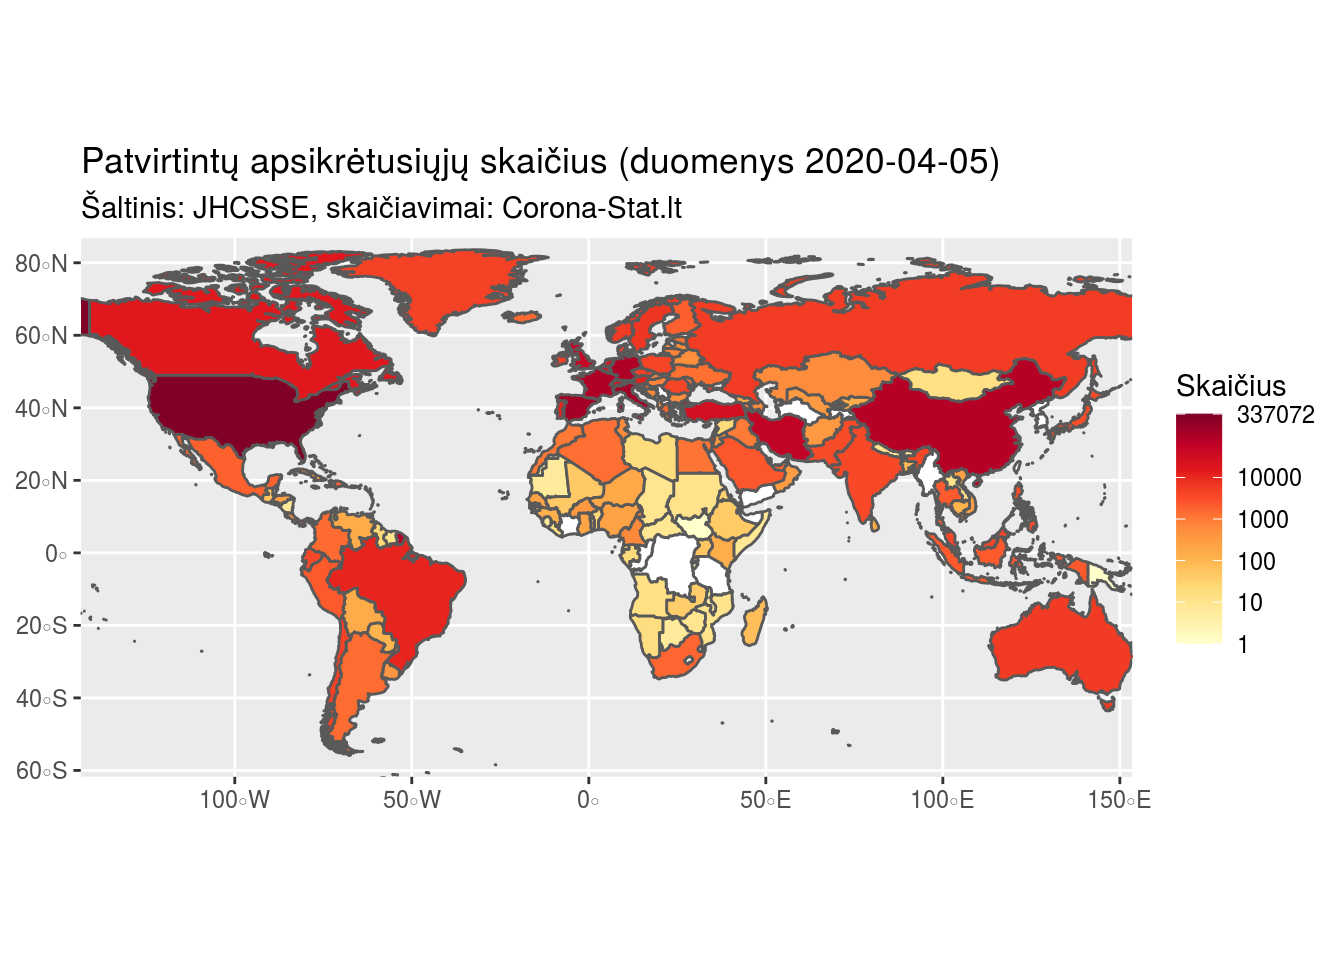 Patvirtintų apsikrėtusiųjų skaičius (duomenys 2020-04-05)
Šaltinis: JHCSSE, skaičiavimai: Corona-Stat.lt
80°N
60°N
40°N
20°N
0°
20°S
40°S
60°S
100°W
50°W
0°
50°E
100°E
150°E
Skaičius
337072
10000
1000
100
10
1